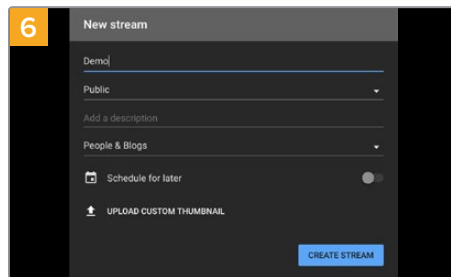 6
New stream
Demo
Public
Add a description
People & Blogs
Schedule for later
UPLOAD CUSTOM THUMBNAIL
CREATE STREAM